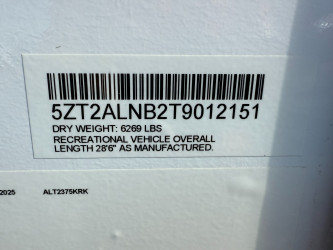 5ZT2ALNB2T9012151
DRY WEIGHT: 6269 LBS
RECREATIONAL VEHICLE OVERALL
LENGTH 28'6" AS MANUFACTURED.
2025 ALT2375KRK